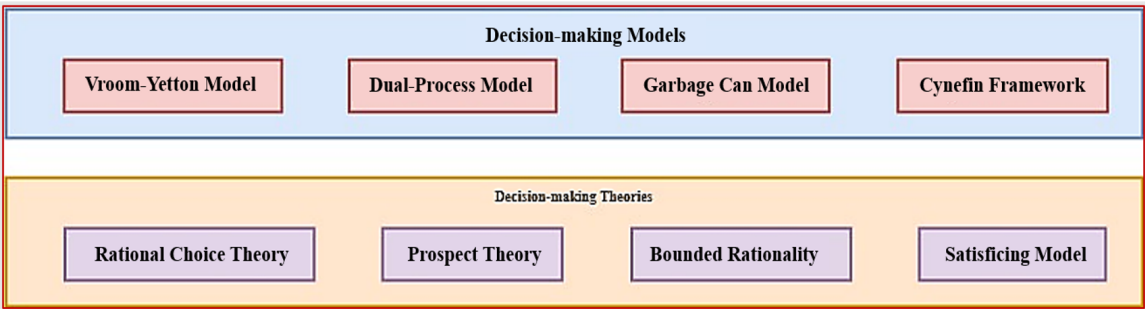 Decision-making Models
Vroom-Yetton Model
Dual-Process Model
Garbage Can Model
Cynefin Framework
Decision-making Theories
Rational Choice Theory
Prospect Theory
Bounded Rationality
Satisficing Model